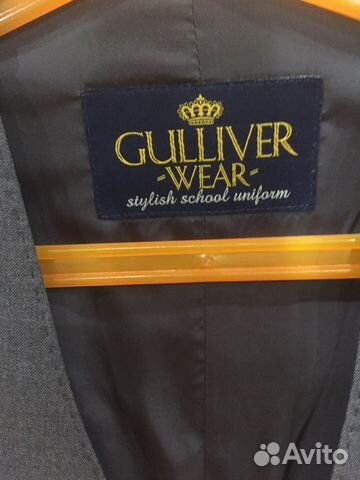 GULLIVER
-WEAR-
stylish school uniform
Avito